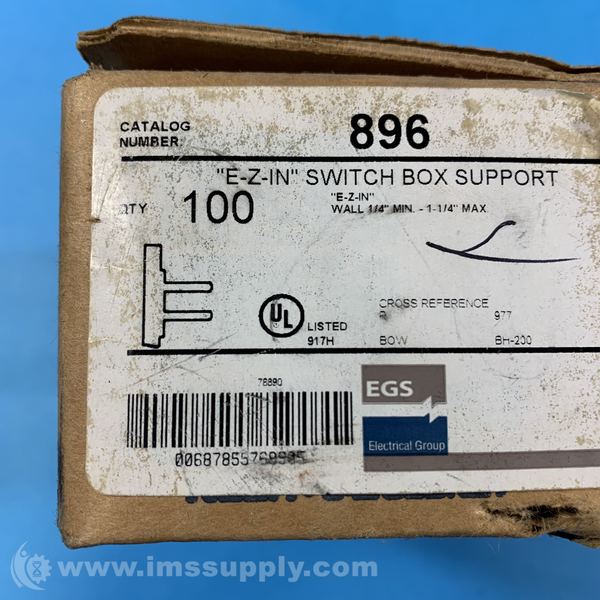 CATALOG
NUMBER:
896
"E-Z-IN" SWITCH BOX SUPPORT
QTY 100
"E-Z-IN"
WALL 1/4" MIN. - 1-1/4" MAX
UL
LISTED
917H
CROSS REFERENCE
977
BOW BH-200
78890
EGS
Electrical Group
www.imssupply.com